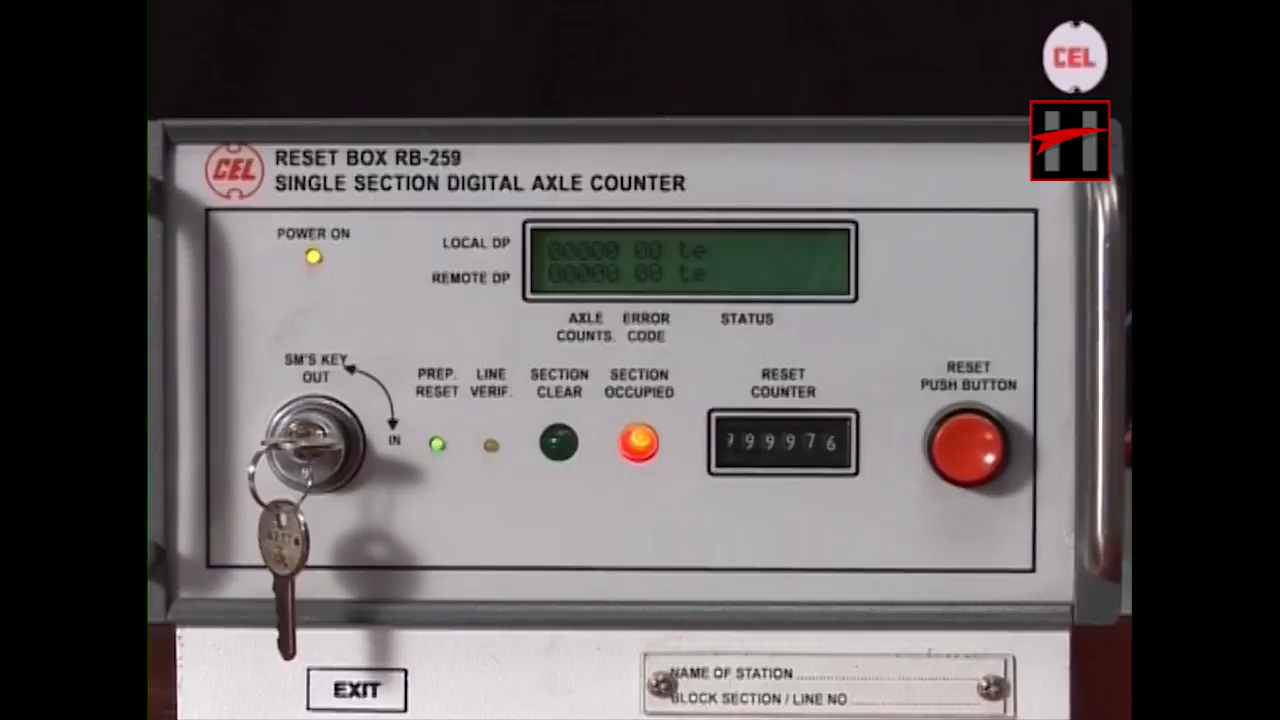 CEL
CEL
RESET BOX RB-259
SINGLE SECTION DIGITAL AXLE COUNTER
POWER ON
LOCAL DP
REMOTE DP
00000 00 te
00000 00 te
AXLE COUNTS.
ERROR CODE
STATUS
SM'S KEY
OUT
IN
PREP. RESET
LINE VERIF.
SECTION CLEAR
SECTION OCCUPIED
RESET COUNTER
99976
RESET
PUSH BUTTON
EXIT
NAME OF STATION
BLOCK SECTION / LINE NO